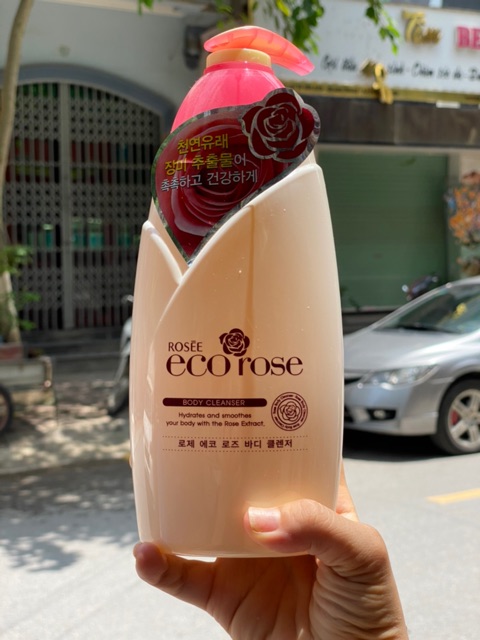 천연유래
장미 추출물이
촉촉하고 건강하게
ROSĒE
eco rose
BODY CLEANSER
Hydrates and smoothes
your body with the Rose Extract.
로제 에코 로즈 바디 클렌저